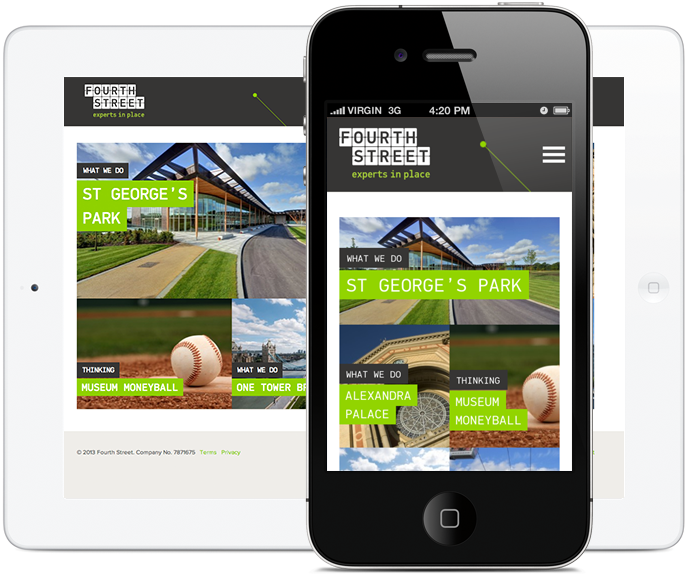 FOURTH
STREET
experts in place
WHAT WE DO
ST GEORGE'S
PARK
THINKING
MUSEUM MONEYBALL
WHAT WE DO
ONE TOWER BR
© 2013 Fourth Street. Company No. 7871675 Terms Privacy
VIRGIN 3G 4:20 PM
FOURTH
STREET
experts in place
WHAT WE DO
ST GEORGE'S PARK
WHAT WE DO
ALEXANDRA
PALACE
THINKING
MUSEUM
MONEYBALL